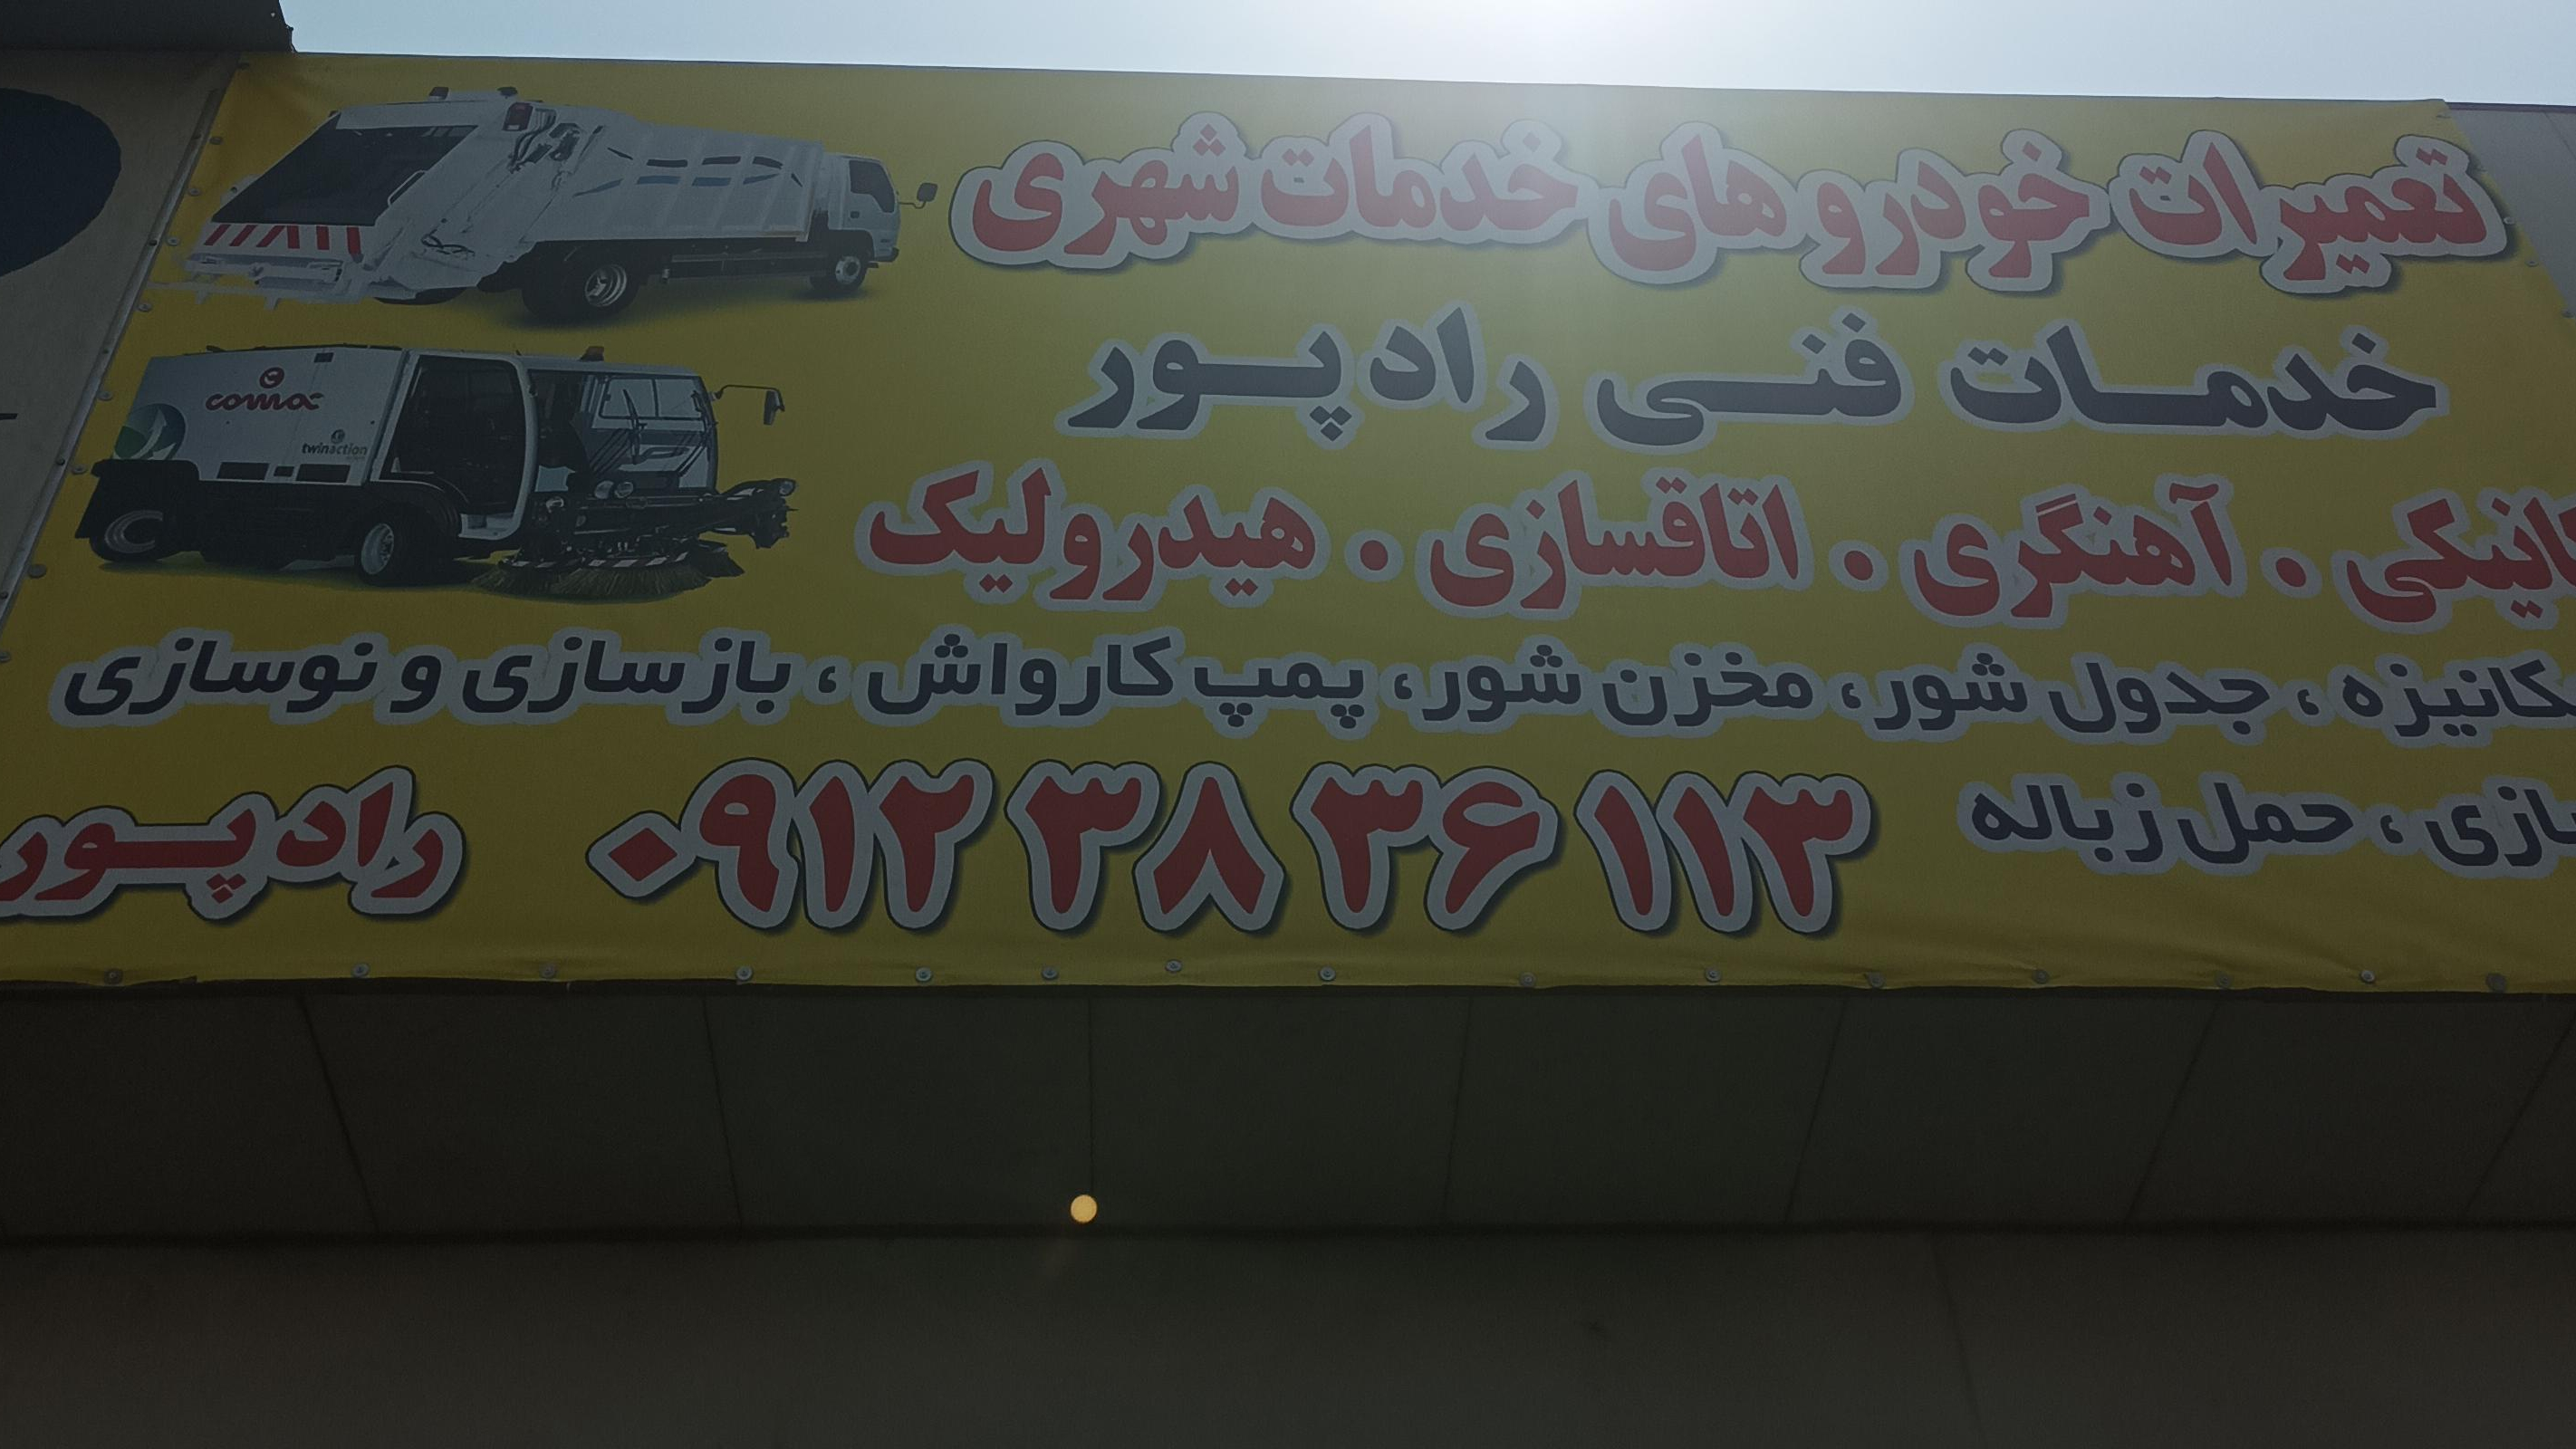 تعمیرات خودروهای خدمات شهری
خدمات فنی رادپور
آهنگری . اتاقسازی . هیدرولیک
جدول شور، مخزن شور، پمپ کارواش، بازسازی و نوسازی
حمل زباله
۰۹۱۲ ۳۸ ۳۶ ۱۱۳
رادپور
comac
twinaction